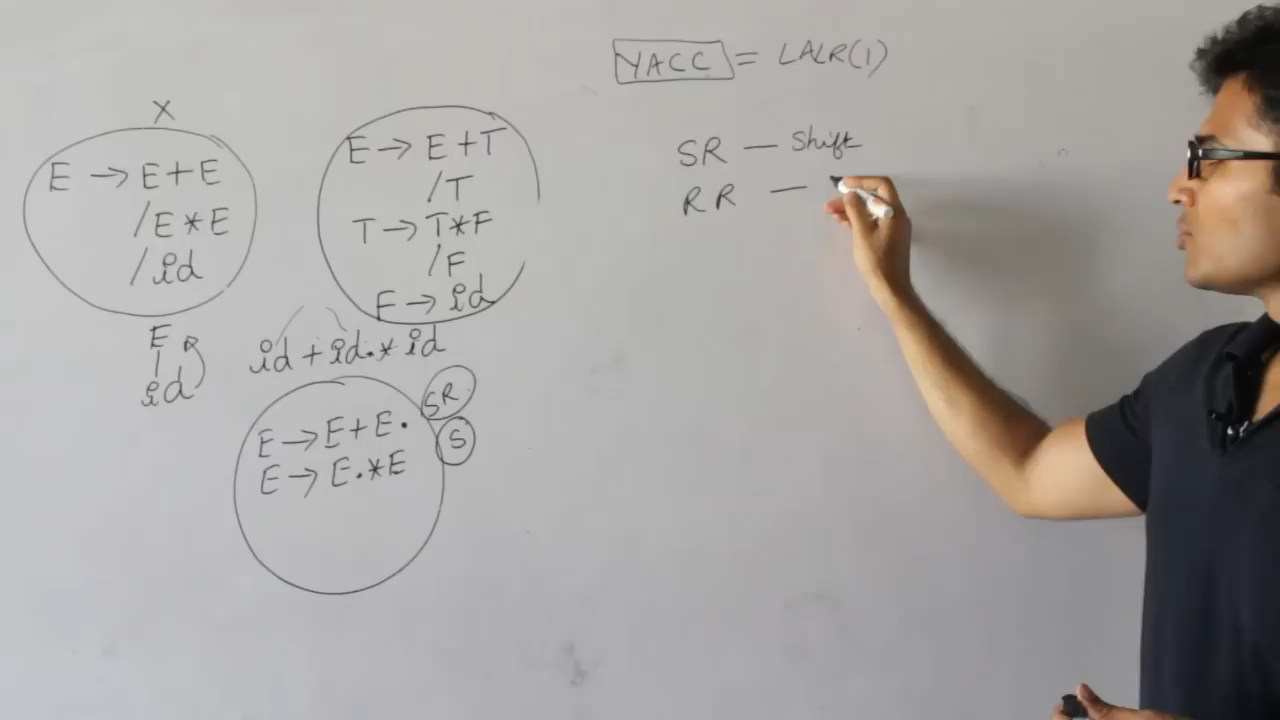 YACC = LALR(1)
X
E → E+E
/E*E
/id
E
id
E → E+T
/T
T → T*F
/F
F → id
id + id.* id
SR
S
E → E+E.
E → E.*E
SR — Shift
RR —